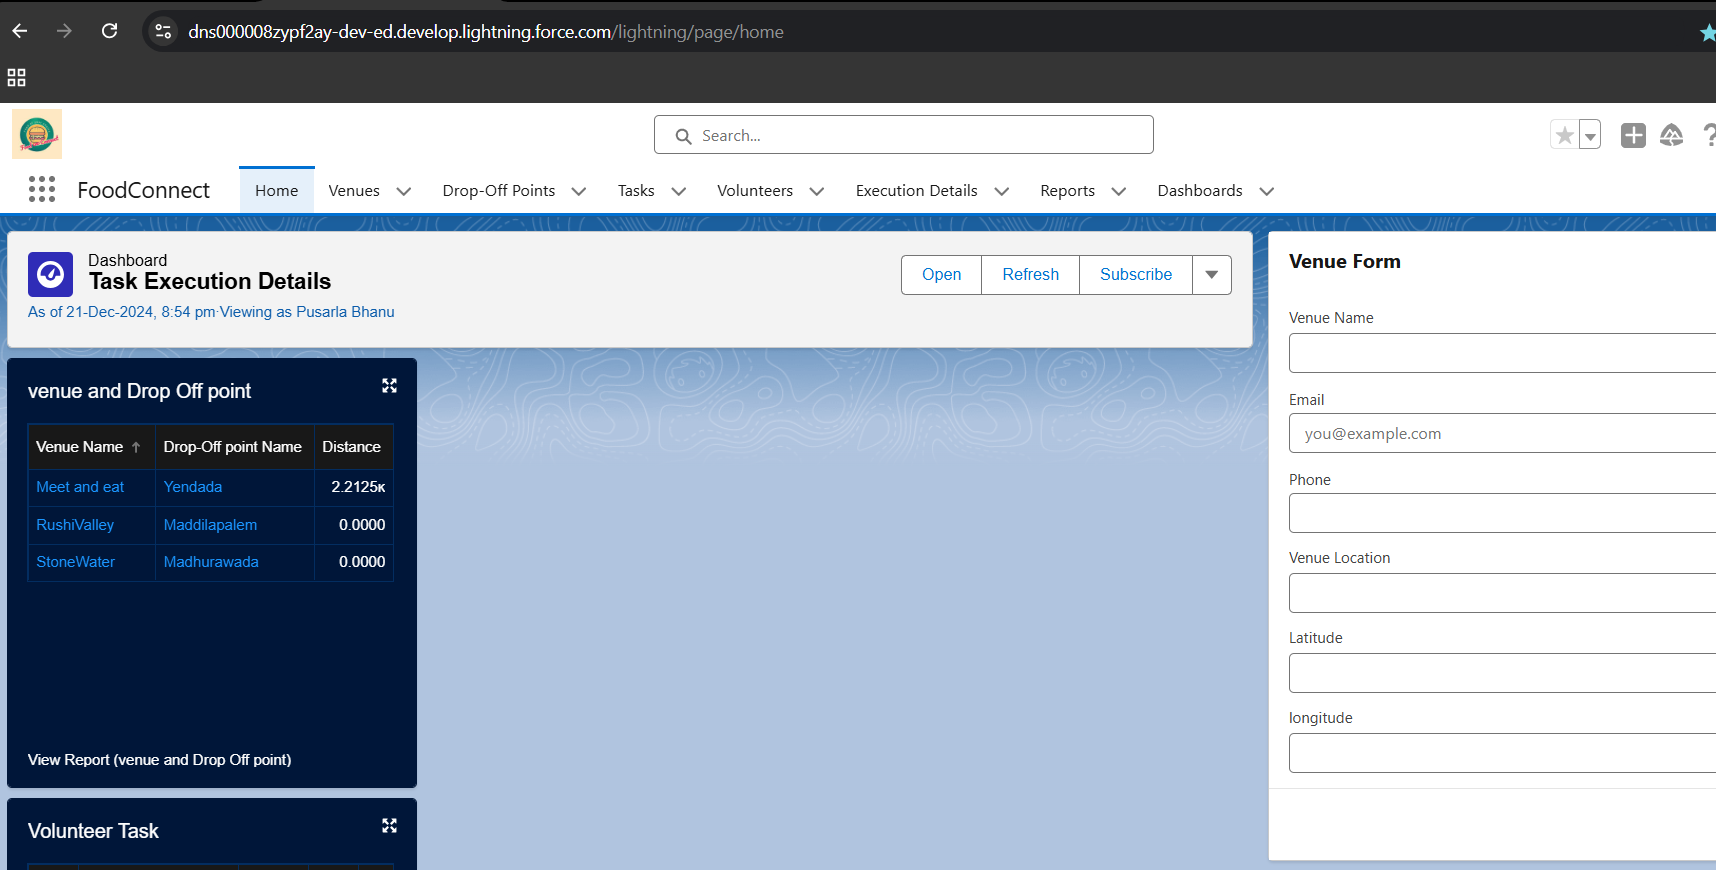 dns000008zypf2ay-dev-ed.develop.lightning.force.com/lightning/page/home
Search...
FoodConnect
Home
Venues
Drop-Off Points
Tasks
Volunteers
Execution Details
Reports
Dashboards
Dashboard
Task Execution Details
As of 21-Dec-2024, 8:54 pm·Viewing as Pusarla Bhanu
Open
Refresh
Subscribe
venue and Drop Off point
Venue Name Drop-Off point Name Distance
Meet and eat Yendada 2.2125K
RushiValley Maddilapalem 0.0000
StoneWater Madhurawada 0.0000
View Report (venue and Drop Off point)
Volunteer Task
Venue Form
Venue Name
Email
you@example.com
Phone
Venue Location
Latitude
longitude